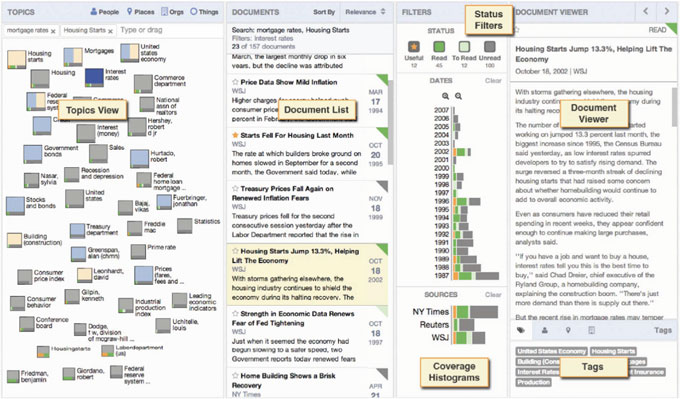 TOPICS
People
Places
Orgs
Things
mortgage rates ×
Housing Starts ×
Type or drag
Housing
starts
Mortgages
United
states
economy
Housing
Interest
rates
Commerce
department
Federal
reserve
system
Topics View
National
assn of
realtors
Interest
(money)
Hershey,
robert
d jr
Government
bonds
Sales
Hurtado,
robert
Nasar,
sylvia
Recession and
depression
Federal
home loan
mortgage ...
Stocks
and bonds
United
states
Bajaj,
vikas
Fuerbringer,
jonathan
Treasury
department
Freddie
mac
Statistics
Building
(construction)
Greenspan,
alan (chmn)
Prime rate
Consumer
price index
Leonhardt,
david
Prices
(fares,
fees and ...
Consumer
behavior
Gilpin,
kenneth
Industrial
production
index
Leading
economic
indicators
Conference
board
Dodge,
f w, division
of mcgraw-hill ...
Uchitelle,
louis
Housingstarts
Labordepartment
(us)
Friedman,
benjamin
Giordano,
robert
Federal
reserve
system ...
DOCUMENTS
Sort By
Relevance
Search: mortgage rates, Housing Starts
Filters: interest rates
23 of 157 documents
March, the largest monthly drop in six
years, but the decline was attributed
Price Data Show Mild Inflation
WSJ
MAR
17
1994
Higher
percent in February, the Government
Document List
Starts Fell For Housing Last Month
WSJ
OCT
20
1995
The rate at which builders broke ground on
homes slowed in September for a second
month, the Government said today, while
Treasury Prices Fall Again on
Renewed Inflation Fears
WSJ
NOV
18
1994
Treasury prices fell for the second
consecutive session yesterday after the
Labor Department reported that the rise in
Housing Starts Jump 13.3%, Helping
Lift The Economy
WSJ
OCT
18
2002
With storms gathering elsewhere, the
housing industry continues to shield the
economy during its halting recovery. The
Strength in Economic Data Renews
Fear of Fed Tightening
WSJ
OCT
18
1997
Just when it seemed the economy had
begun slowing to a safer speed, two
Government reports today renewed fears
Home Building Shows a Brisk
Recovery
NY Times
APR
21
FILTERS
STATUS
Clear
Status
Filters
Useful
12
Read
45
To Read
12
Unread
100
DATES
Clear
2007
2006
2005
2004
2003
2002
2001
2000
1999
1998
1997
1996
1995
1994
1993
1992
1991
1990
1989
1988
1987
SOURCES
Clear
NY Times
Reuters
WSJ
Coverage
Histograms
DOCUMENT VIEWER
READ
Housing Starts Jump 13.3%, Helping Lift The
Economy
October 18, 2002 | WSJ
With storms gathering elsewhere, the housing
industry
its halting
Document
Viewer
The number
working on jumped 13.3 percent last month, the
biggest increase since 1995, the Census Bureau
said yesterday, as low interest rates spurred
developers to try to satisfy rising demand. The
surge reversed a three-month streak of declining
housing starts that had raised some concern
about whether homebuilding would continue to
add to overall economic activity.
Even as consumers have reduced their retail
spending in recent weeks, they appear confident
enough to continue making large purchases,
analysts said.
''If you have a job and want to buy a house,
interest rates tell you this is the best time to
buy,'' said Chad Dreier, chief executive of the
Ryland Group, a homebuilding company,
explaining the construction boom. ''There's just
more demand than there is supply out there.''
But the recent rise in mortgage rates may temper
Tags
United States Economy
Housing Starts
Interest Rates
Insurance
Production
Tags